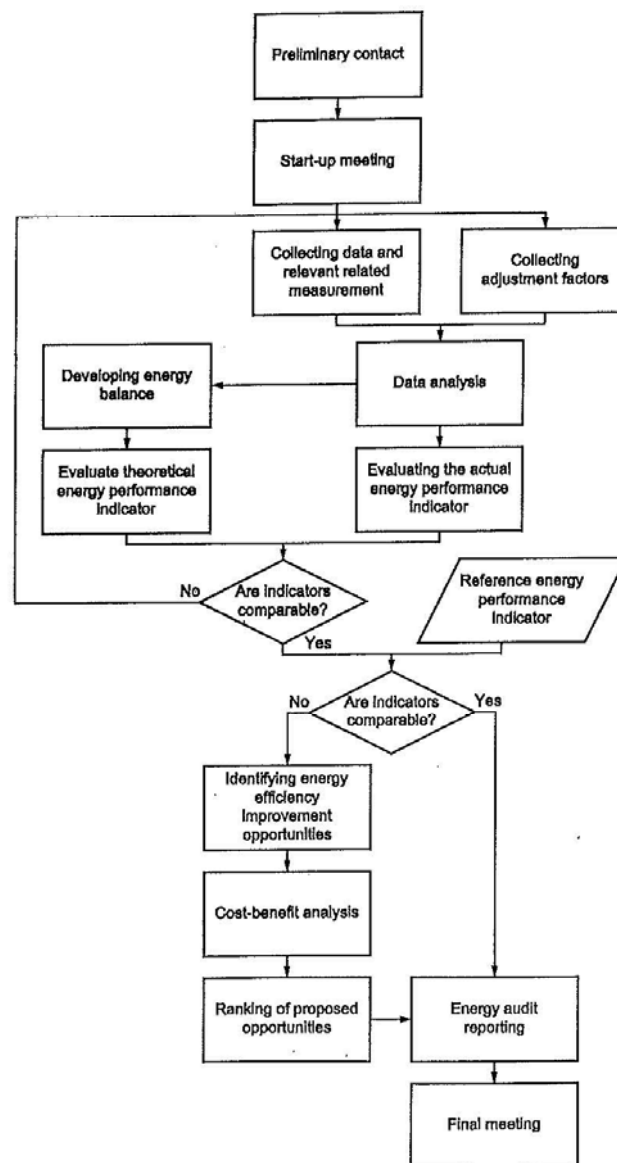 Preliminary contact
Start-up meeting
Collecting data and
relevant related
measurement
Collecting
adjustment factors
Developing energy
balance
Data analysis
Evaluate theoretical
energy performance
indicator
Evaluating the actual
energy performance
indicator
No
Are indicators
comparable?
Yes
Reference energy
performance
indicator
No
Are indicators
comparable?
Yes
Identifying energy
efficiency
improvement
opportunities
Cost-benefit analysis
Ranking of proposed
opportunities
Energy audit
reporting
Final meeting